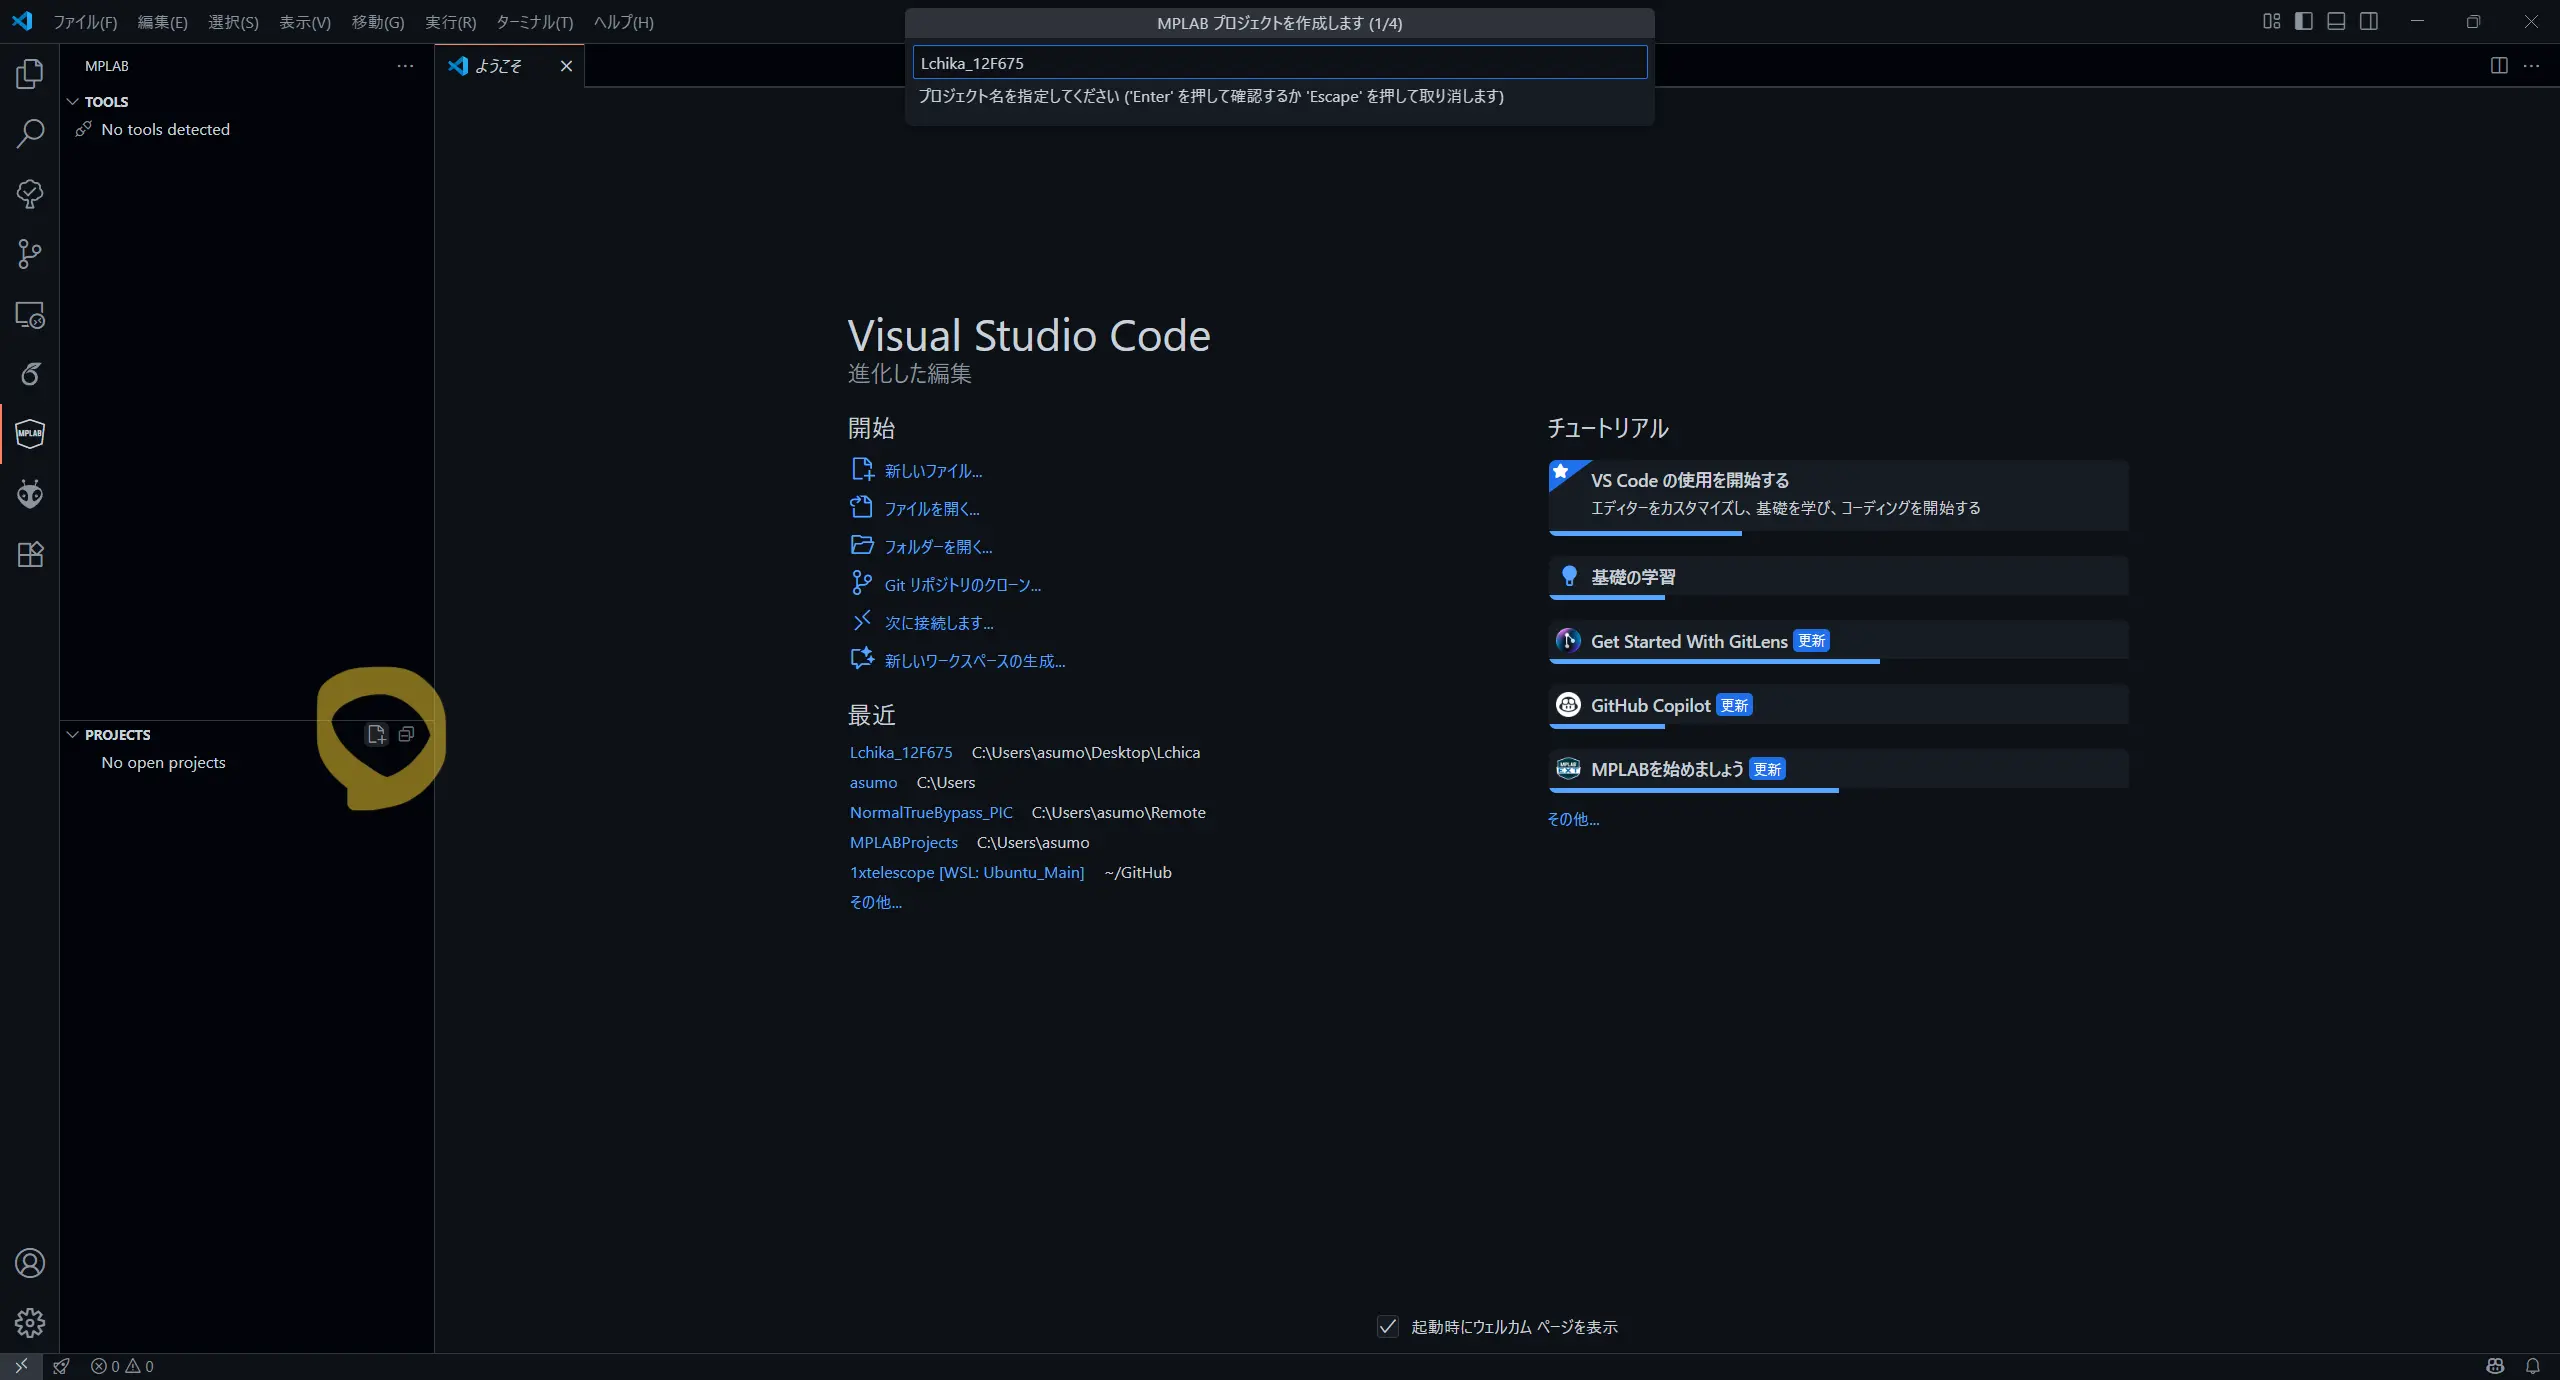 ファイル(F) 編集(E) 選択(S) 表示(V) 移動(G) 実行(R) ターミナル(T) ヘルプ(H)
MPLAB プロジェクトを作成します (1/4)
Lchika_12F675
プロジェクト名を指定してください ('Enter' を押して確認するか 'Escape' を押して取り消します)
MPLAB
TOOLS
No tools detected
ようこそ
Visual Studio Code
進化した編集
開始
新しいファイル...
ファイルを開く...
フォルダーを開く...
Git リポジトリのクローン...
次に接続します...
新しいワークスペースの生成...
最近
Lchika_12F675 C:\Users\asumo\Desktop\Lchica
asumo C:\Users
NormalTrueBypass_PIC C:\Users\asumo\Remote
MPLABProjects C:\Users\asumo
1xtelescope [WSL: Ubuntu_Main] ~/GitHub
その他...
チュートリアル
VS Code の使用を開始する
エディターをカスタマイズし、基礎を学び、コーディングを開始する
基礎の学習
Get Started With GitLens 更新
GitHub Copilot 更新
MPLABを始めましょう 更新
その他...
MPLAB
PROJECTS
No open projects
起動時にウェルカム ページを表示
0 0